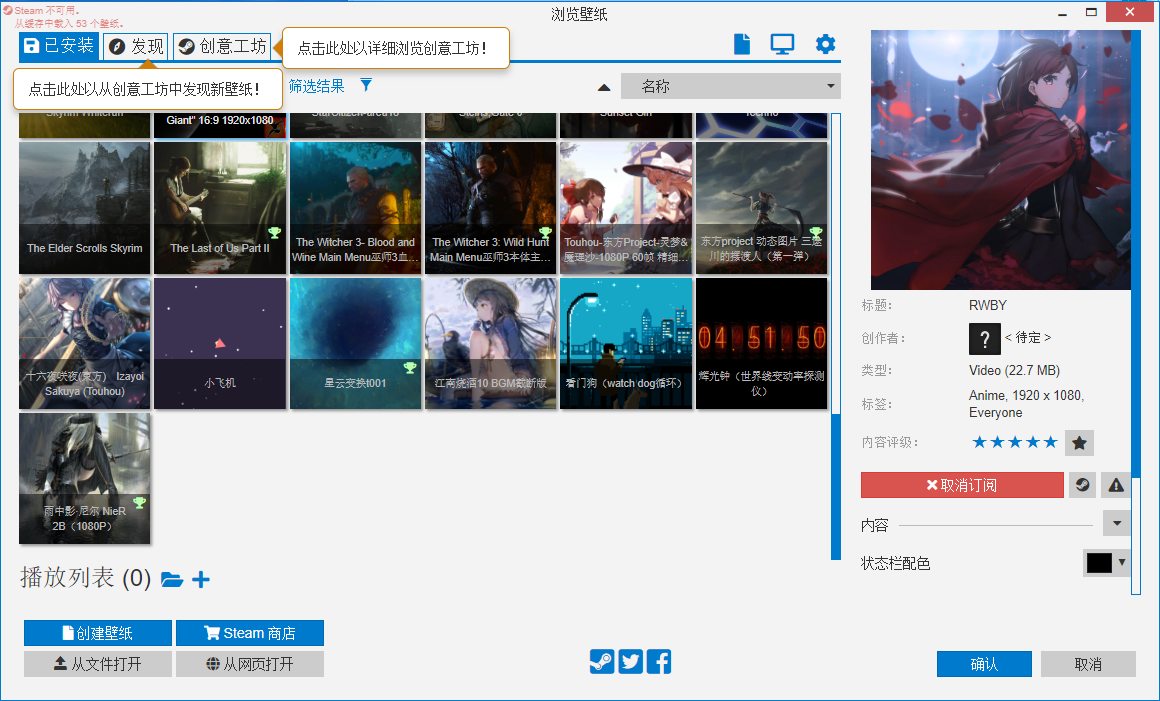 Steam 不可用。
从缓存中载入 53 个壁纸。
浏览壁纸
已安装
发现
创意工坊
点击此处以详细浏览创意工坊!
点击此处以从创意工坊中发现新壁纸!
筛选结果
名称
Skyrim Whiterun
Giant" 16:9 1920x1080
Steins;Gate 0
Sunset Girl
Techno
The Elder Scrolls Skyrim
The Last of Us Part II
The Witcher 3- Blood and
Wine Main Menu巫师3血...
The Witcher 3: Wild Hunt
Main Menu巫师3本体主...
Touhou-东方Project-灵梦&
魔理沙-1080P 60帧 精细...
东方project 动态图片 三途
川的摆渡人（第一弹）
十六夜咲夜(東方) Izayoi
Sakuya (Touhou)
小飞机
星云变换t001
江南烧酒10 BGM截断版
看门狗（watch dog循环）
04.51.50
辉光钟（世界线变动率探测
仪）
雨中影·尼尔 NieR
2B（1080P）
播放列表 (0)
创建壁纸
Steam 商店
从文件打开
从网页打开
标题:
RWBY
创作者:
?
< 待定 >
类型:
Video (22.7 MB)
标签:
Anime, 1920 x 1080,
Everyone
内容评级:
取消订阅
内容
状态栏配色
确认
取消